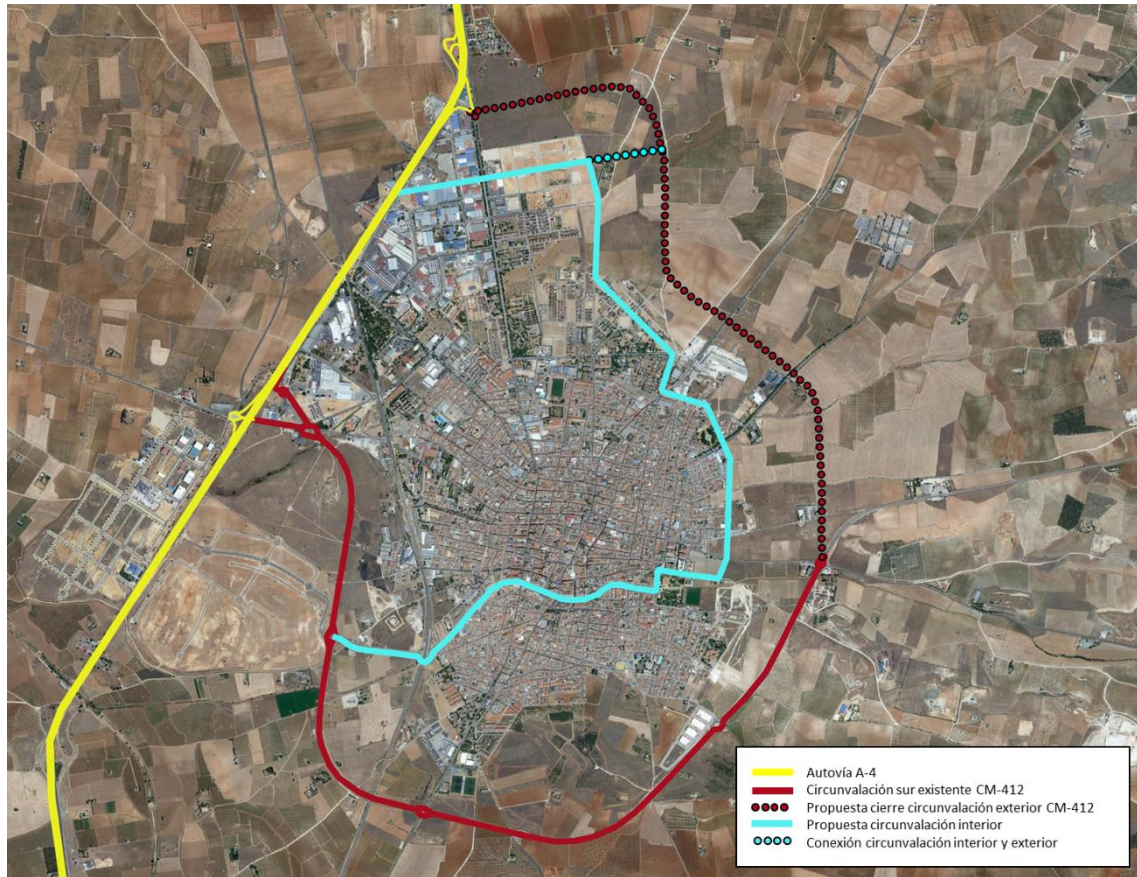 Autovía A-4
Circunvalación sur existente CM-412
Propuesta cierre circunvalación exterior CM-412
Propuesta circunvalación interior
Conexión circunvalación interior y exterior